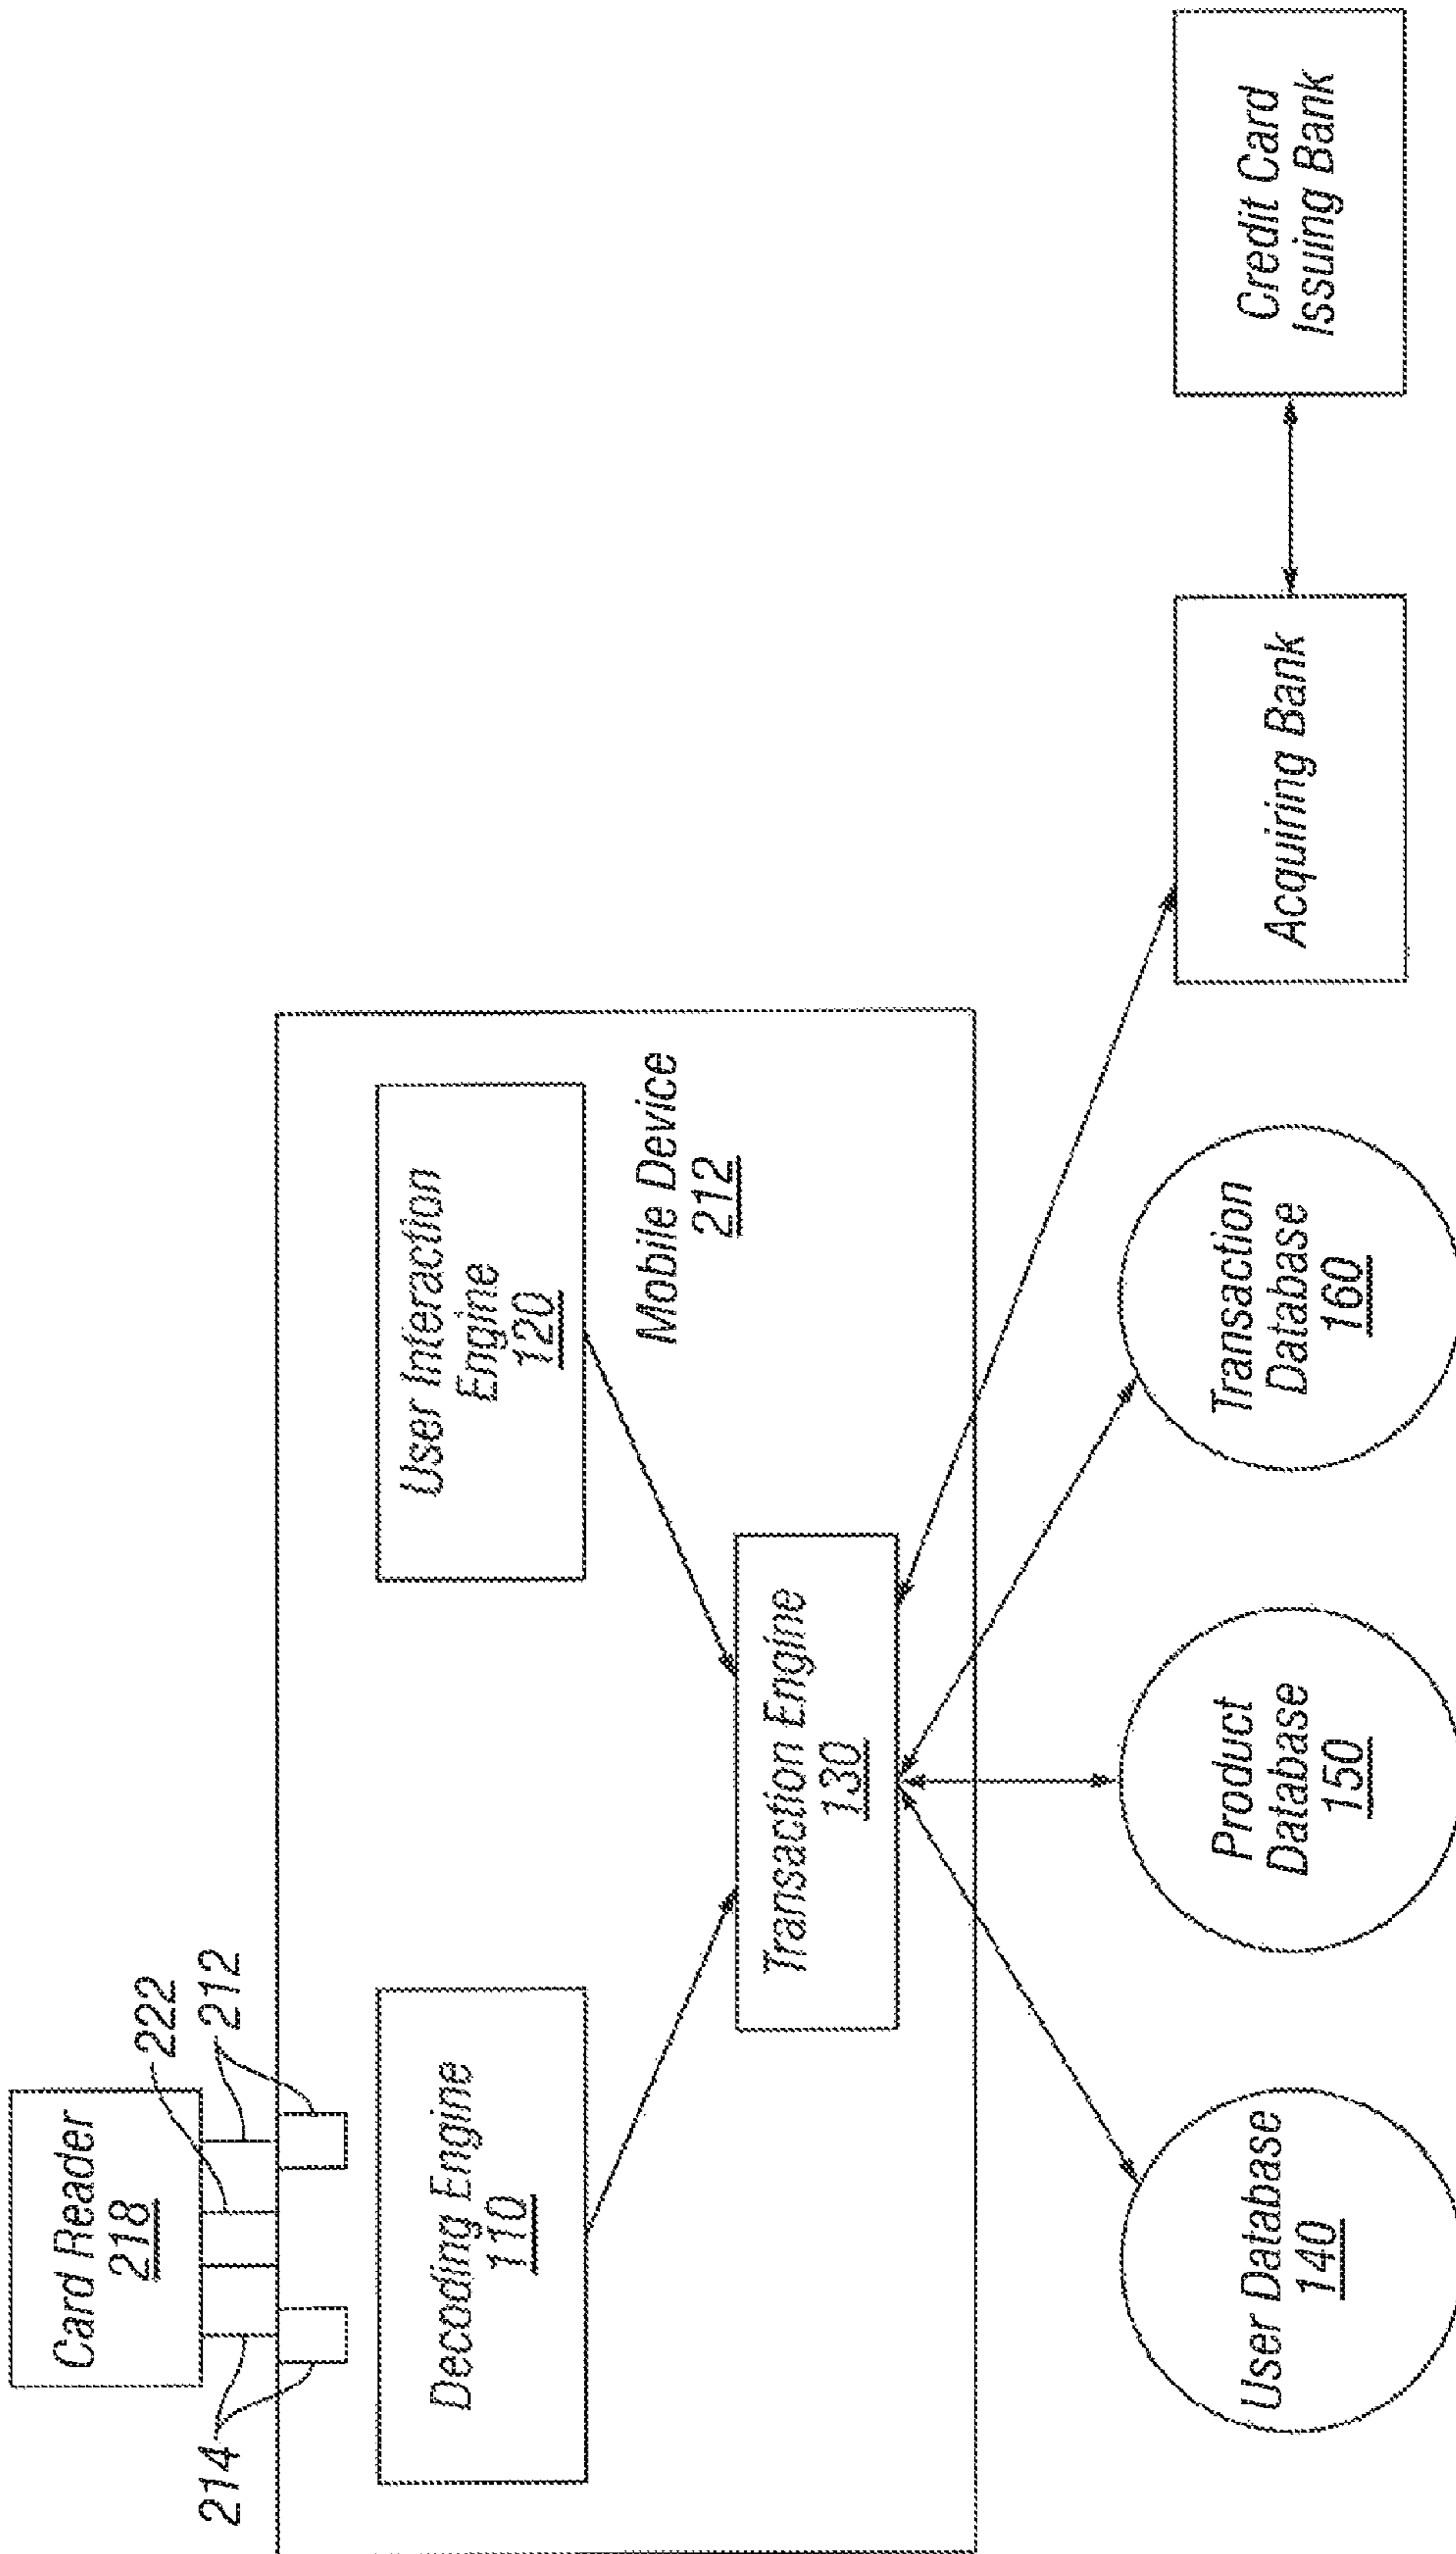 Card Reader
218
222
212
214
Decoding Engine
110
User Interaction
Engine
120
Mobile Device
212
Transaction Engine
130
User Database
140
Product
Database
150
Transaction
Database
160
Acquiring Bank
Credit Card
Issuing Bank